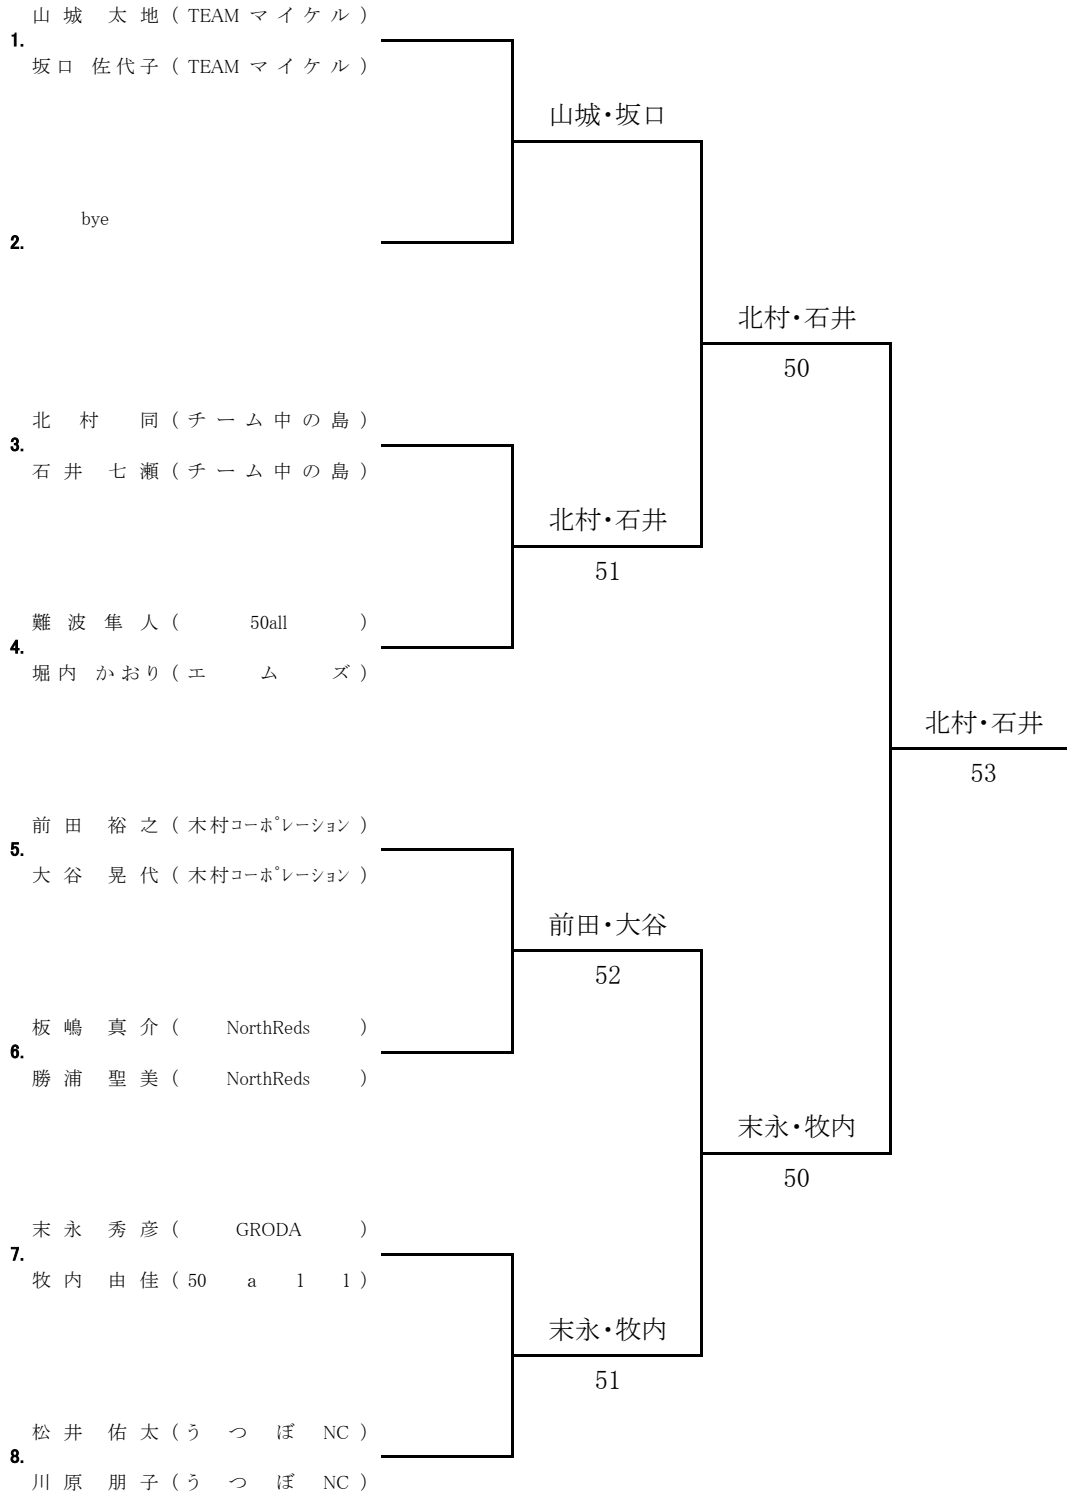 山城 太地 ( TEAM マイケル )
1.
坂口 佐代子 ( TEAM マイケル )
山城・坂口
bye
2.
北村・石井
50
北村 同 ( チーム中の島 )
3.
石井 七瀬 ( チーム中の島 )
北村・石井
51
難波 隼人 ( 50all )
4.
堀内 かおり ( エムズ )
北村・石井
53
前田 裕之 ( 木村コーポレーション )
5.
大谷 晃代 ( 木村コーポレーション )
前田・大谷
52
板嶋 真介 ( NorthReds )
6.
勝浦 聖美 ( NorthReds )
末永・牧内
50
末永 秀彦 ( GRODA )
7.
牧内 由佳 ( 50 a l l )
末永・牧内
51
松井 佑太 ( うつぼ NC )
8.
川原 朋子 ( うつぼ NC )